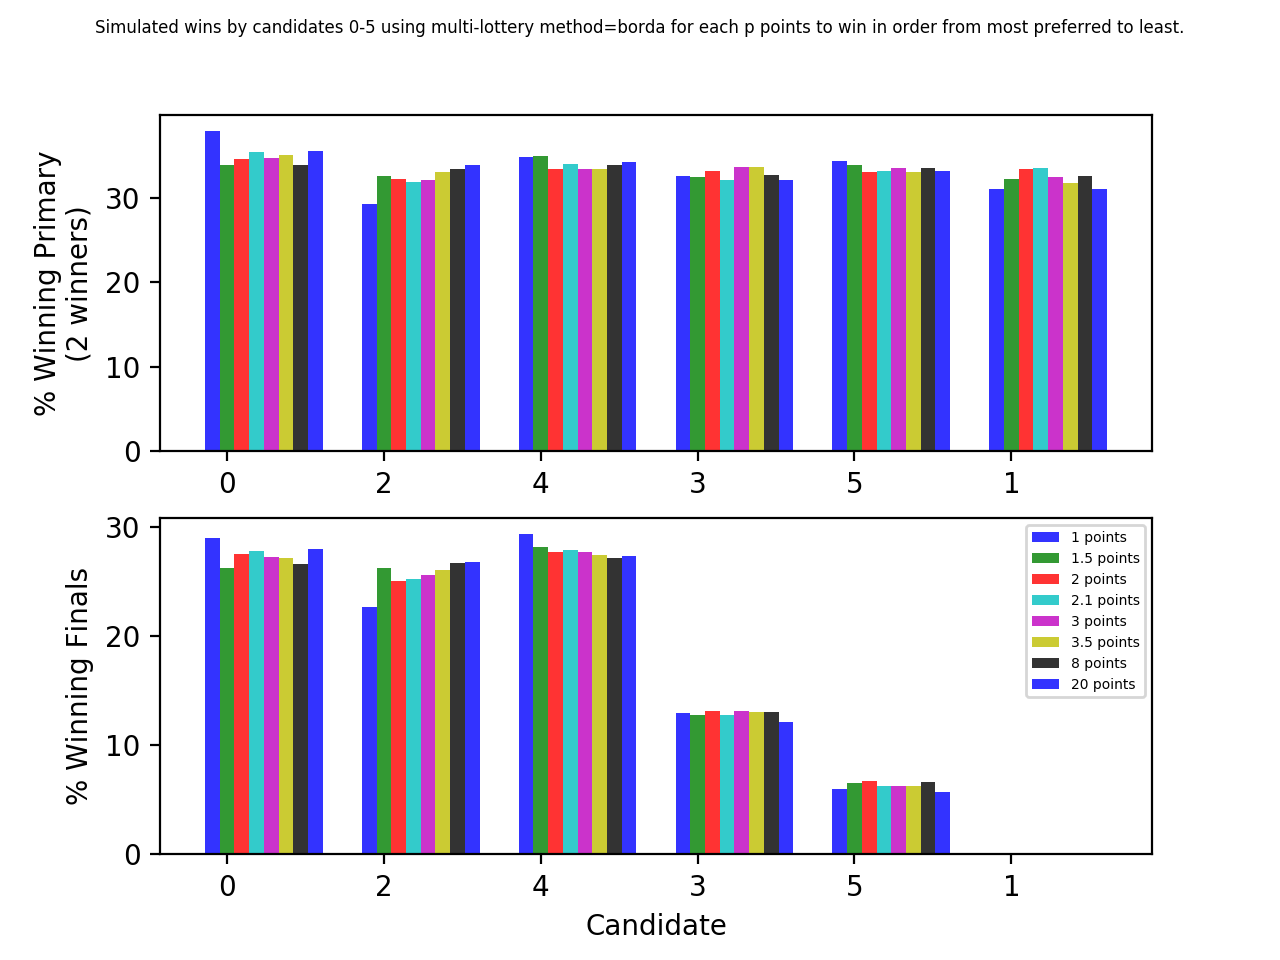 Simulated wins by candidates 0-5 using multi-lottery method=borda for each p points to win in order from most preferred to least.
% Winning Primary
(2 winners)
30
20
10
0
0 2 4 3 5 1
% Winning Finals
30
20
10
0
1 points
1.5 points
2 points
2.1 points
3 points
3.5 points
8 points
20 points
0 2 4 3 5 1
Candidate